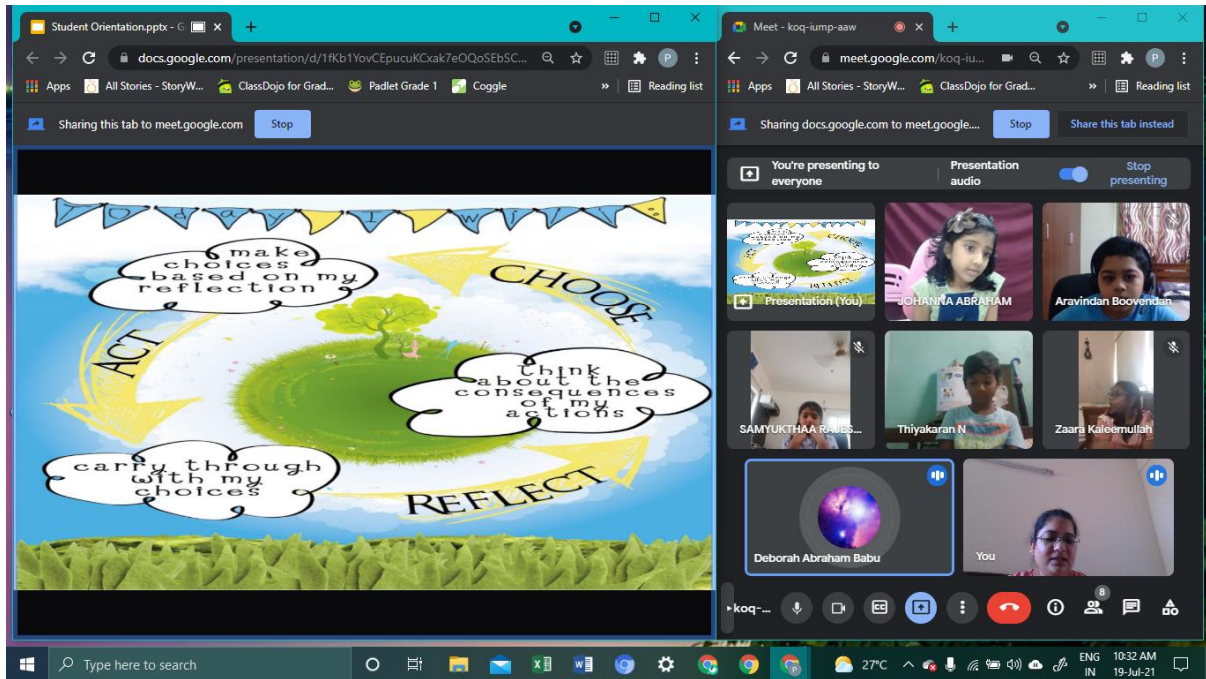 Student Orientation.pptx - G
docs.google.com/presentation/d/1fKb1YovCEpucuKCxak7eOQoSEbSC...
P
Apps
All Stories - StoryW...
ClassDojo for Grad...
Padlet Grade 1
Coggle
»
Reading list
Sharing this tab to meet.google.com
Stop
Today I will:
make
choices
based on my
reflection
CHOOSE
ACT
think
about the
consequences
of my
actions
carry through
with my
choices
REFLECT
Meet - koq-iump-aaw
meet.google.com/koq-iu...
P
Apps
All Stories - StoryW...
ClassDojo for Grad...
»
Reading list
Sharing docs.google.com to meet.google....
Stop
Share this tab instead
You're presenting to
everyone
Presentation
audio
Stop
presenting
Presentation (You)
JOHANNA ABRAHAM
Aravindan Boovendan
SAMYUKTHAA RAJES...
Thiyakaran N
Zaara Kaleemullah
Deborah Abraham Babu
You
koq-...
CC
8
Type here to search
27°C
ENG
IN
10:32 AM
19-Jul-21